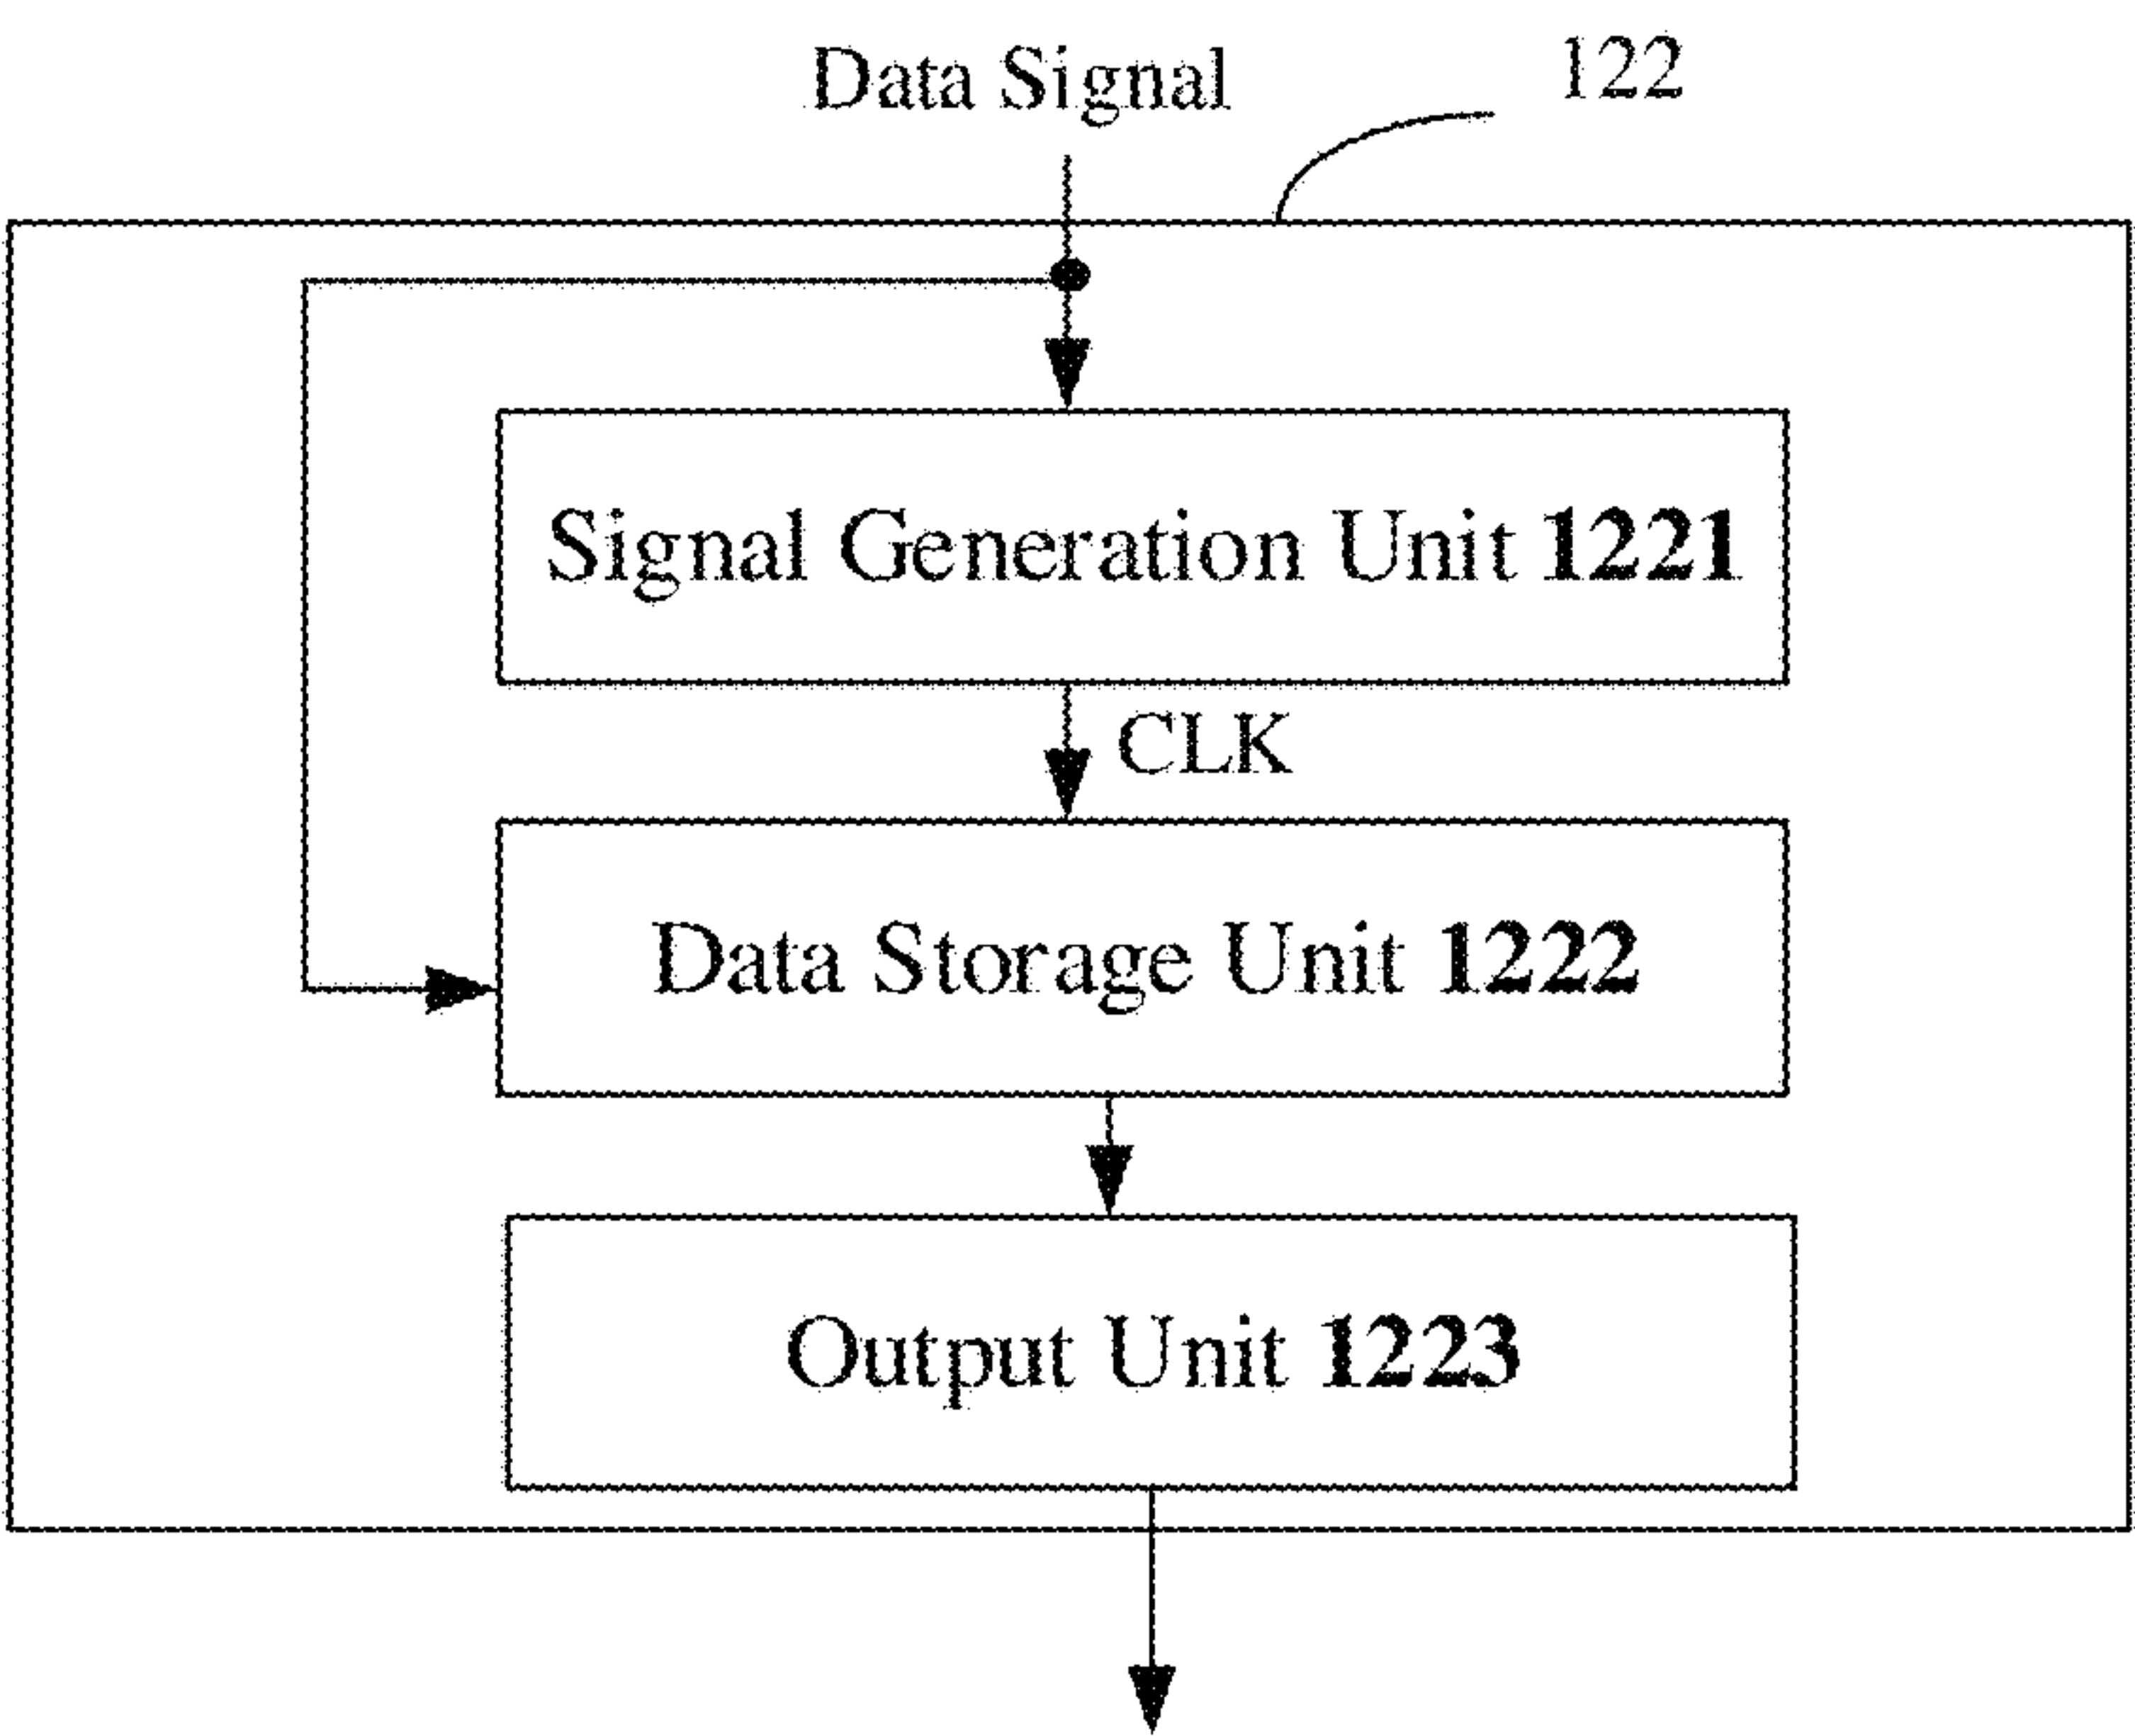 Data Signal
122
Signal Generation Unit 1221
CLK
Data Storage Unit 1222
Output Unit 1223